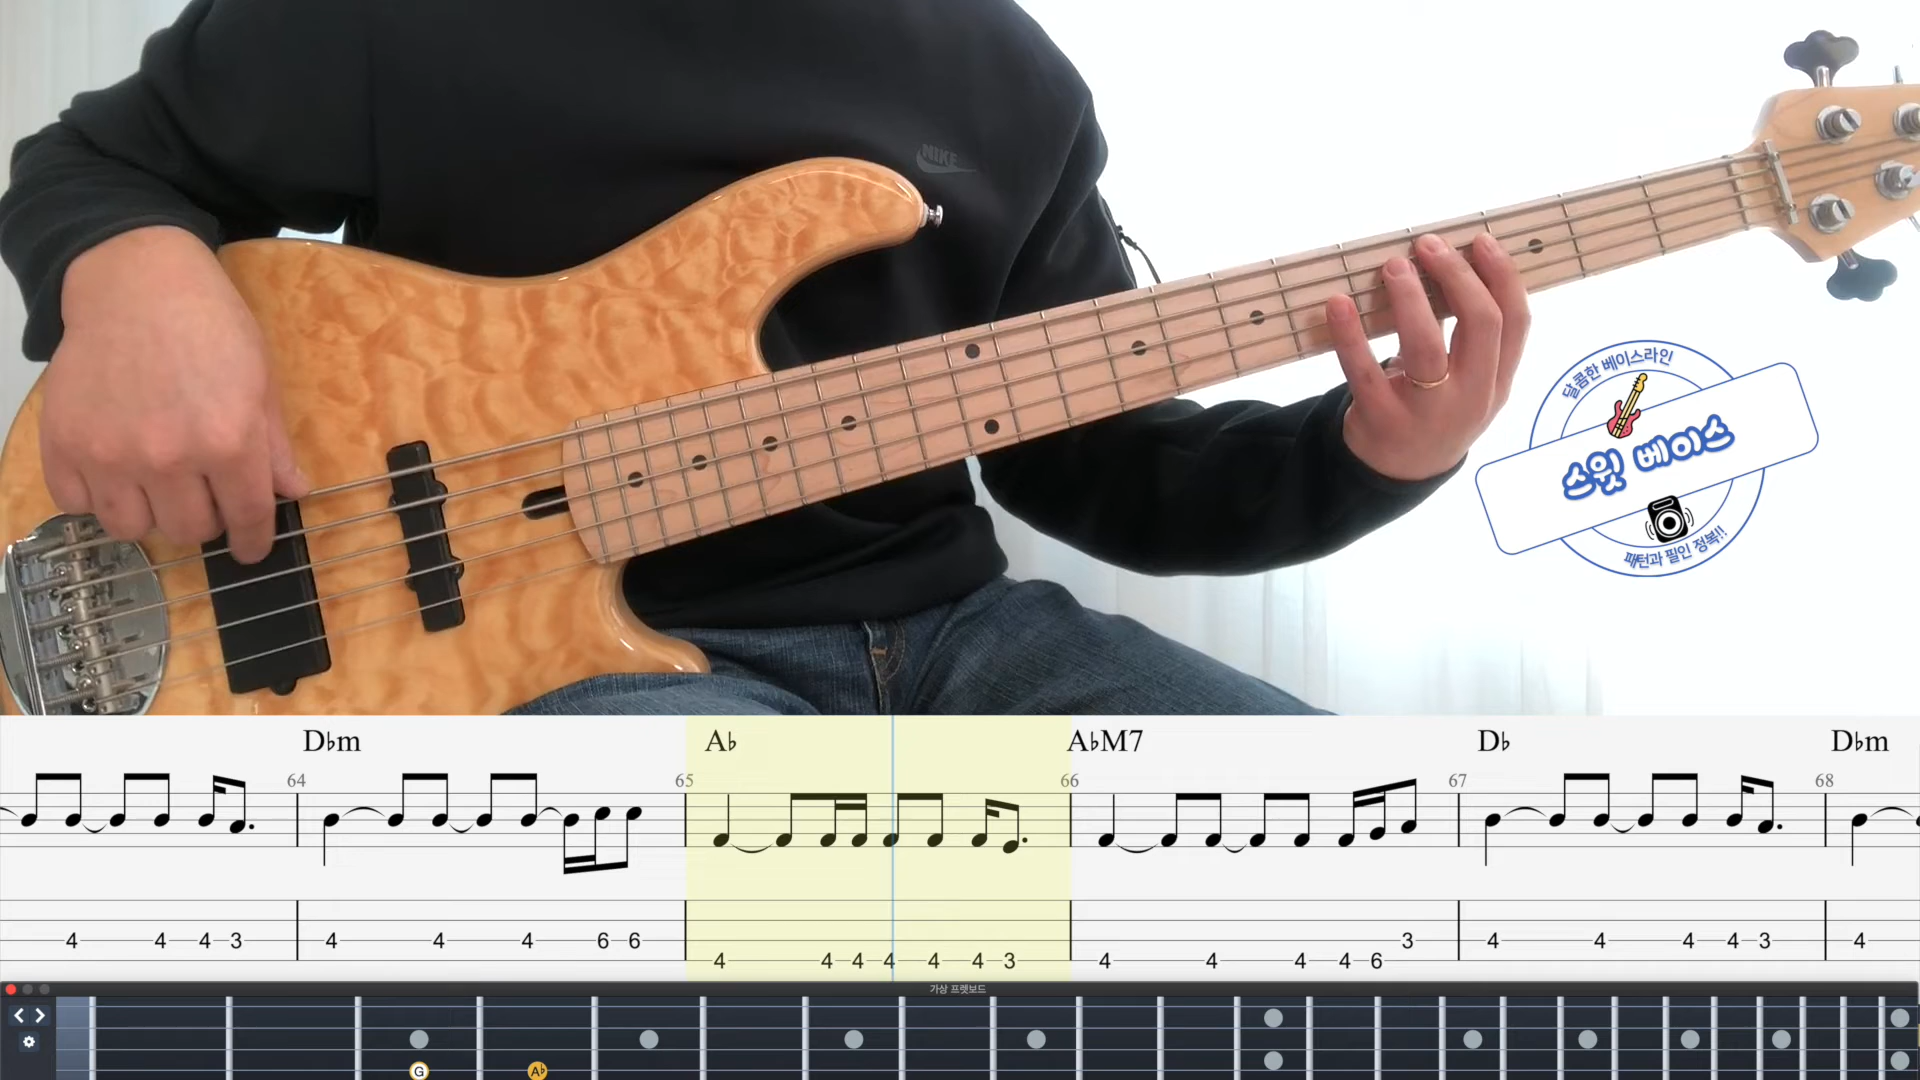 NIKE
달콤한 베이스라인
스윗 베이스
패턴과 필인 정복!!
D♭m A♭ A♭M7 D♭ D♭m
64 65 66 67 68
4 4 4 3 4 4 4 6 6 3 4 4 4 3 4
4 4 4 4 4 4 3 4 4 4 4 6
가상 프렛보드
G A♭